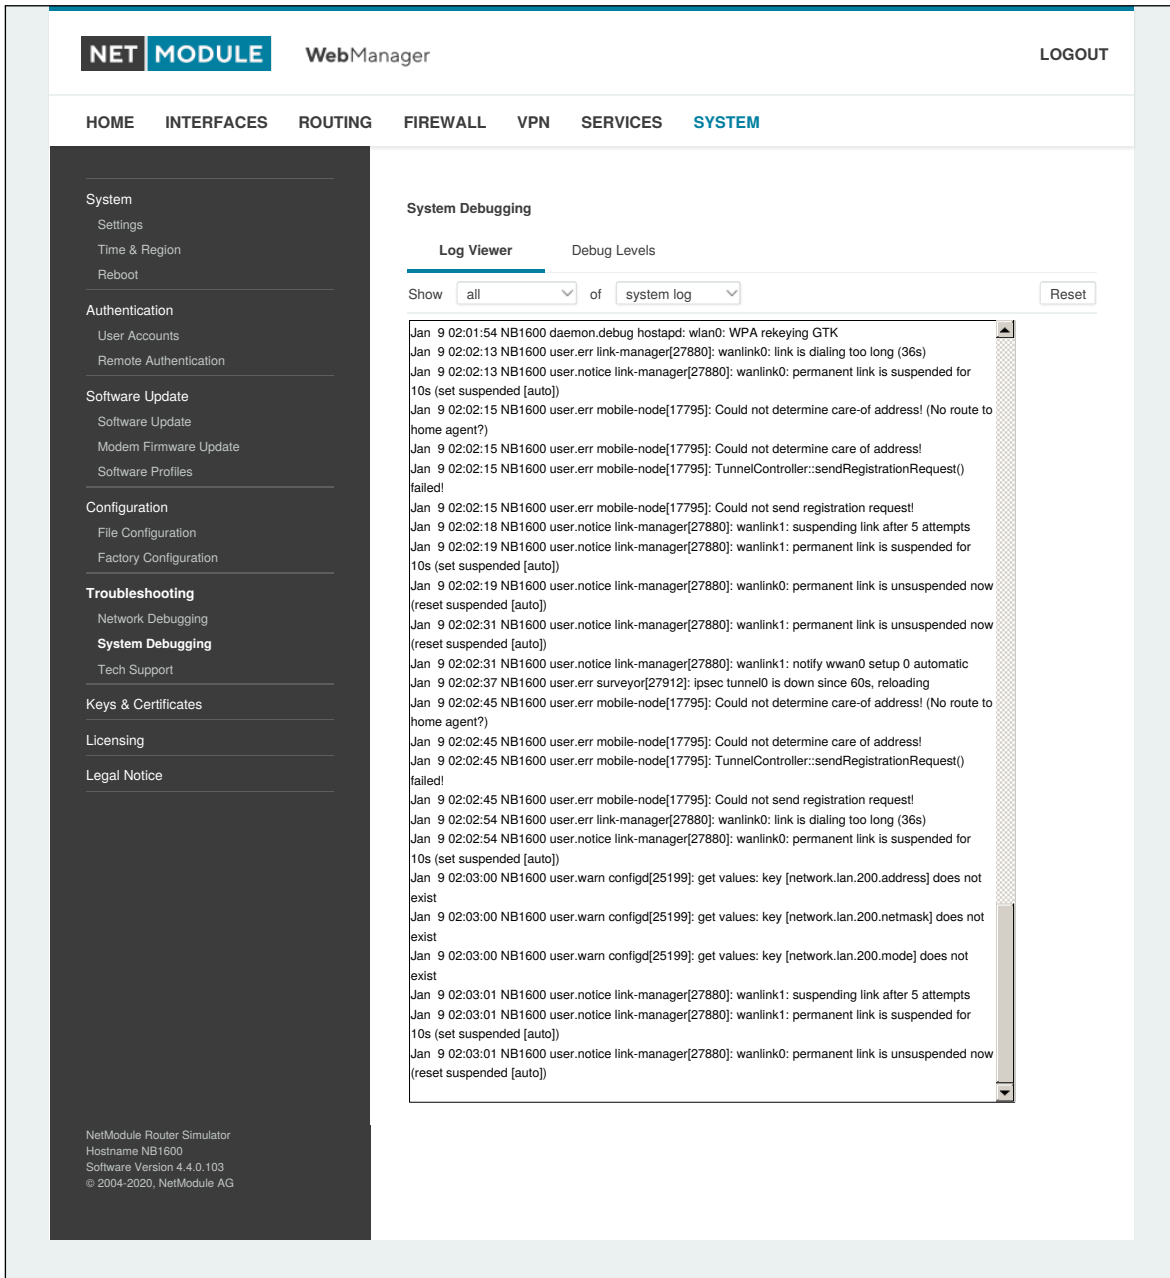 NET MODULE WebManager LOGOUT
HOME INTERFACES ROUTING FIREWALL VPN SERVICES SYSTEM
System
Settings
Time & Region
Reboot
Authentication
User Accounts
Remote Authentication
Software Update
Software Update
Modem Firmware Update
Software Profiles
Configuration
File Configuration
Factory Configuration
Troubleshooting
Network Debugging
System Debugging
Tech Support
Keys & Certificates
Licensing
Legal Notice
NetModule Router Simulator
Hostname NB1600
Software Version 4.4.0.103
© 2004-2020, NetModule AG
System Debugging
Log Viewer Debug Levels
Show all of system log Reset
Jan 9 02:01:54 NB1600 daemon.debug hostapd: wlan0: WPA rekeying GTK
Jan 9 02:02:13 NB1600 user.err link-manager[27880]: wanlink0: link is dialing too long (36s)
Jan 9 02:02:13 NB1600 user.notice link-manager[27880]: wanlink0: permanent link is suspended for
10s (set suspended [auto])
Jan 9 02:02:15 NB1600 user.err mobile-node[17795]: Could not determine care-of address! (No route to
home agent?)
Jan 9 02:02:15 NB1600 user.err mobile-node[17795]: Could not determine care of address!
Jan 9 02:02:15 NB1600 user.err mobile-node[17795]: TunnelController::sendRegistrationRequest()
failed!
Jan 9 02:02:15 NB1600 user.err mobile-node[17795]: Could not send registration request!
Jan 9 02:02:18 NB1600 user.notice link-manager[27880]: wanlink1: suspending link after 5 attempts
Jan 9 02:02:19 NB1600 user.notice link-manager[27880]: wanlink1: permanent link is suspended for
10s (set suspended [auto])
Jan 9 02:02:19 NB1600 user.notice link-manager[27880]: wanlink0: permanent link is unsuspended now
(reset suspended [auto])
Jan 9 02:02:31 NB1600 user.notice link-manager[27880]: wanlink1: permanent link is unsuspended now
(reset suspended [auto])
Jan 9 02:02:31 NB1600 user.notice link-manager[27880]: wanlink1: notify wwan0 setup 0 automatic
Jan 9 02:02:37 NB1600 user.err surveyor[27912]: ipsec tunnel0 is down since 60s, reloading
Jan 9 02:02:45 NB1600 user.err mobile-node[17795]: Could not determine care-of address! (No route to
home agent?)
Jan 9 02:02:45 NB1600 user.err mobile-node[17795]: Could not determine care of address!
Jan 9 02:02:45 NB1600 user.err mobile-node[17795]: TunnelController::sendRegistrationRequest()
failed!
Jan 9 02:02:45 NB1600 user.err mobile-node[17795]: Could not send registration request!
Jan 9 02:02:54 NB1600 user.err link-manager[27880]: wanlink0: link is dialing too long (36s)
Jan 9 02:02:54 NB1600 user.notice link-manager[27880]: wanlink0: permanent link is suspended for
10s (set suspended [auto])
Jan 9 02:03:00 NB1600 user.warn configd[25199]: get values: key [network.lan.200.address] does not
exist
Jan 9 02:03:00 NB1600 user.warn configd[25199]: get values: key [network.lan.200.netmask] does not
exist
Jan 9 02:03:00 NB1600 user.warn configd[25199]: get values: key [network.lan.200.mode] does not
exist
Jan 9 02:03:01 NB1600 user.notice link-manager[27880]: wanlink1: suspending link after 5 attempts
Jan 9 02:03:01 NB1600 user.notice link-manager[27880]: wanlink1: permanent link is suspended for
10s (set suspended [auto])
Jan 9 02:03:01 NB1600 user.notice link-manager[27880]: wanlink0: permanent link is unsuspended now
(reset suspended [auto])